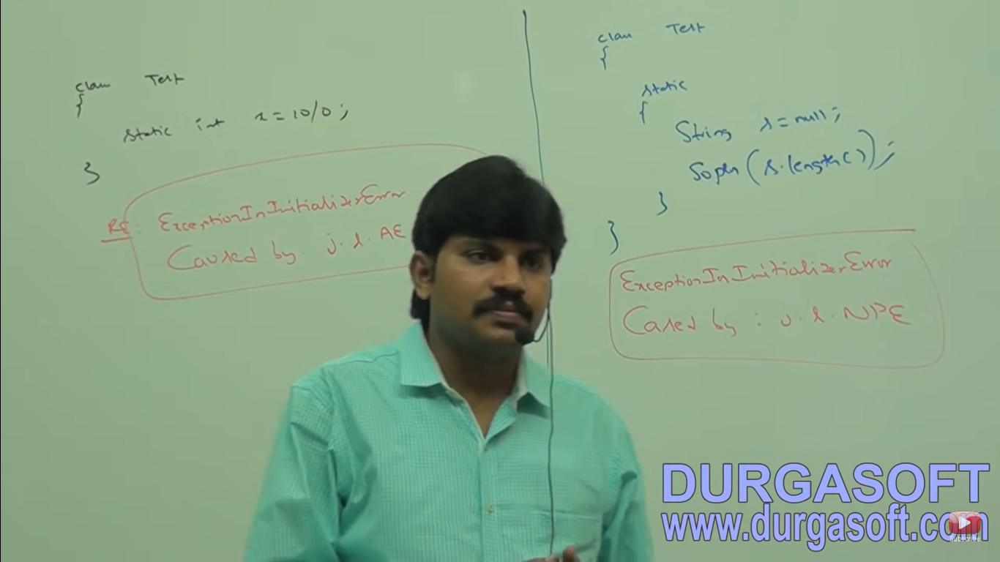 class Test
{
static int x = 10/0;
}
RE: ExceptionInInitializerError
Caused by: j.l.AE
class Test
{
static
{
String s = null;
Sopln(s.length());
}
}
ExceptionInInitializerError
Caused by: j.l.NPE
DURGASOFT
www.durgasoft.com
Subscribe